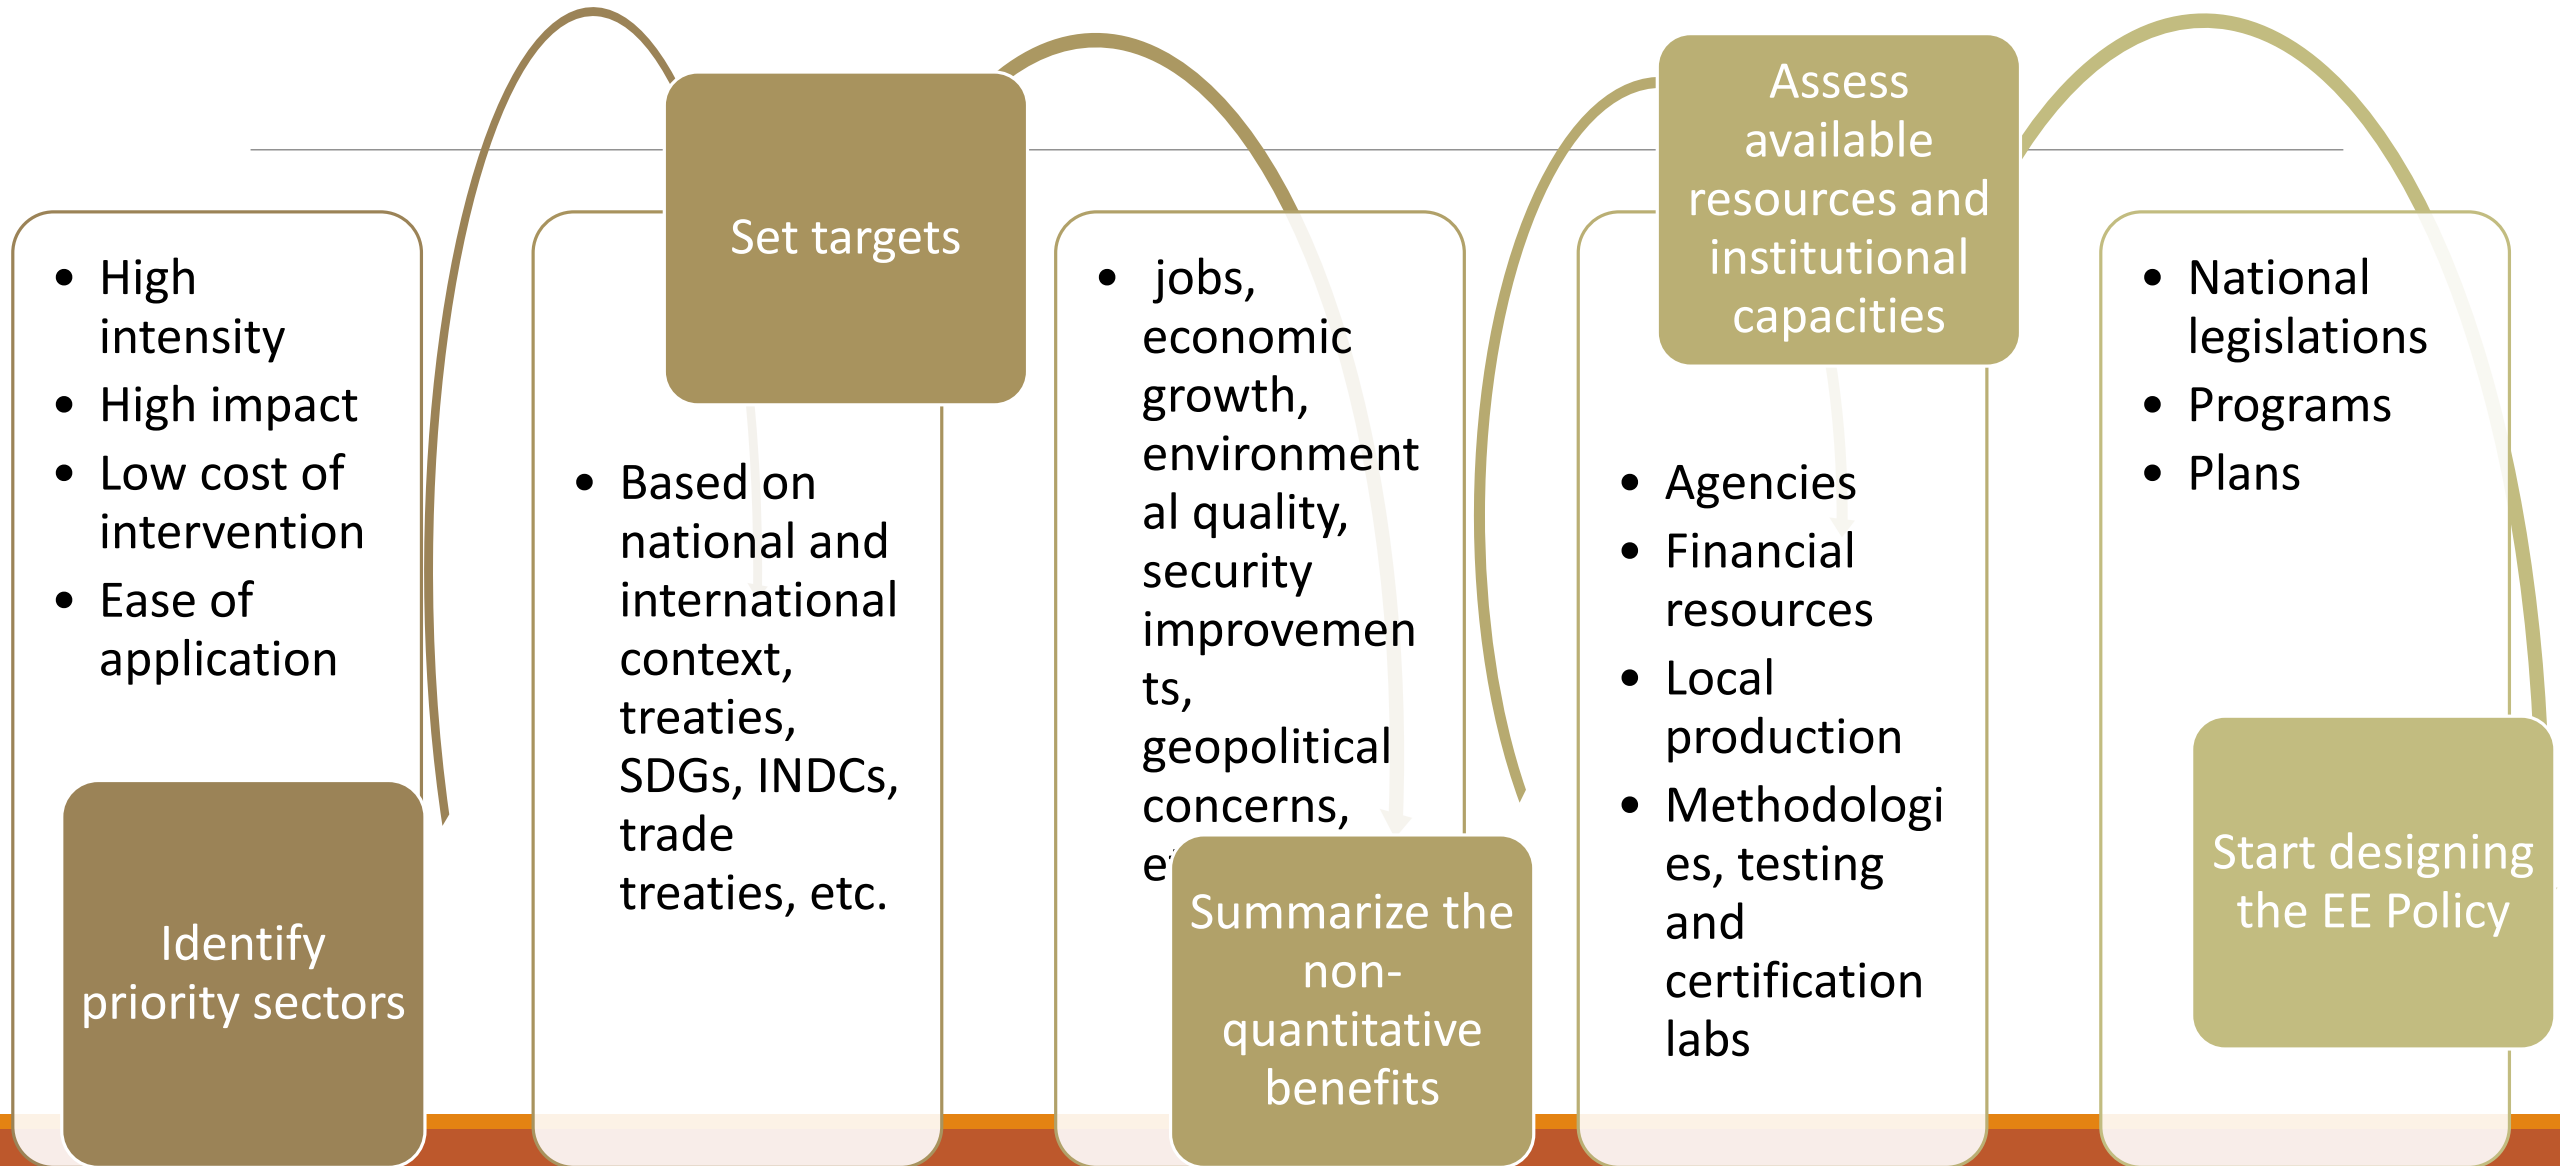 • High
intensity
• High impact
• Low cost of
intervention
• Ease of
application
Identify
priority sectors
Set targets
• Based on
national and
international
context,
treaties,
SDGs, INDCs,
trade
treaties, etc.
• jobs,
economic
growth,
environment
al quality,
security
improvemen
ts,
geopolitical
concerns,
Summarize the
non-
quantitative
benefits
Assess
available
resources and
institutional
capacities
• Agencies
• Financial
resources
• Local
production
• Methodologi
es, testing
and
certification
labs
• National
legislations
• Programs
• Plans
Start designing
the EE Policy